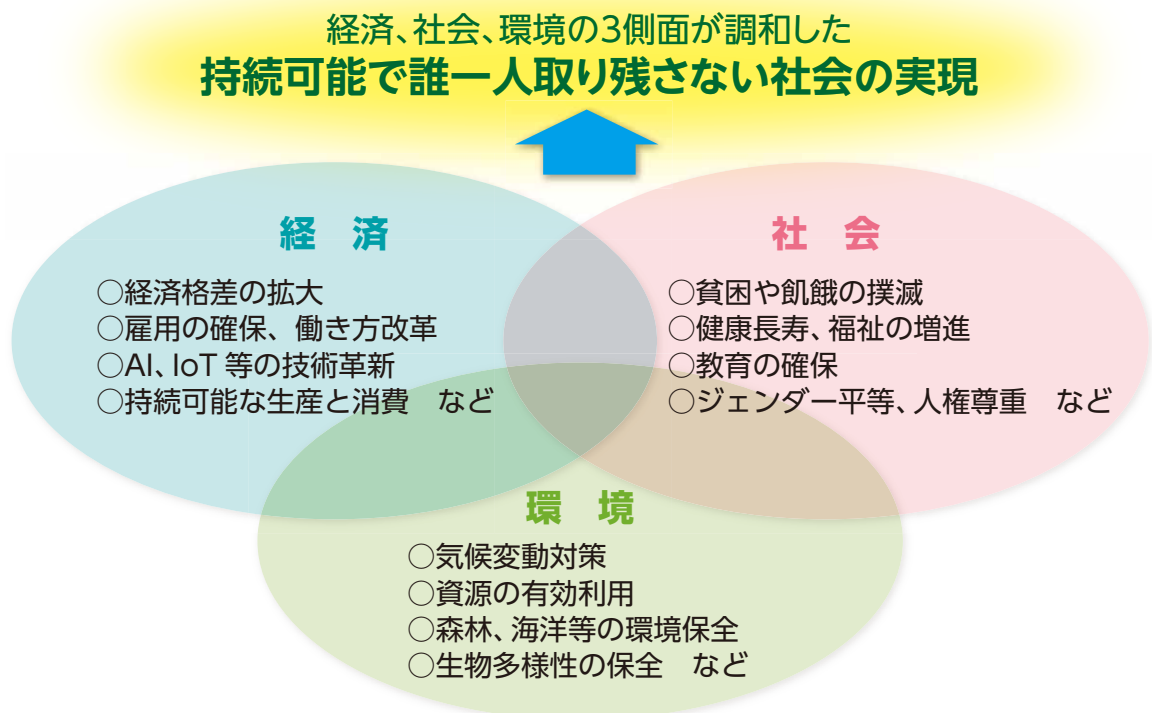 経済、社会、環境の3側面が調和した
持続可能で誰一人取り残さない社会の実現
経　済
○経済格差の拡大
○雇用の確保、働き方改革
○AI、IoT 等の技術革新
○持続可能な生産と消費　など
社　会
○貧困や飢餓の撲滅
○健康長寿、福祉の増進
○教育の確保
○ジェンダー平等、人権尊重　など
環　境
○気候変動対策
○資源の有効利用
○森林、海洋等の環境保全
○生物多様性の保全　など